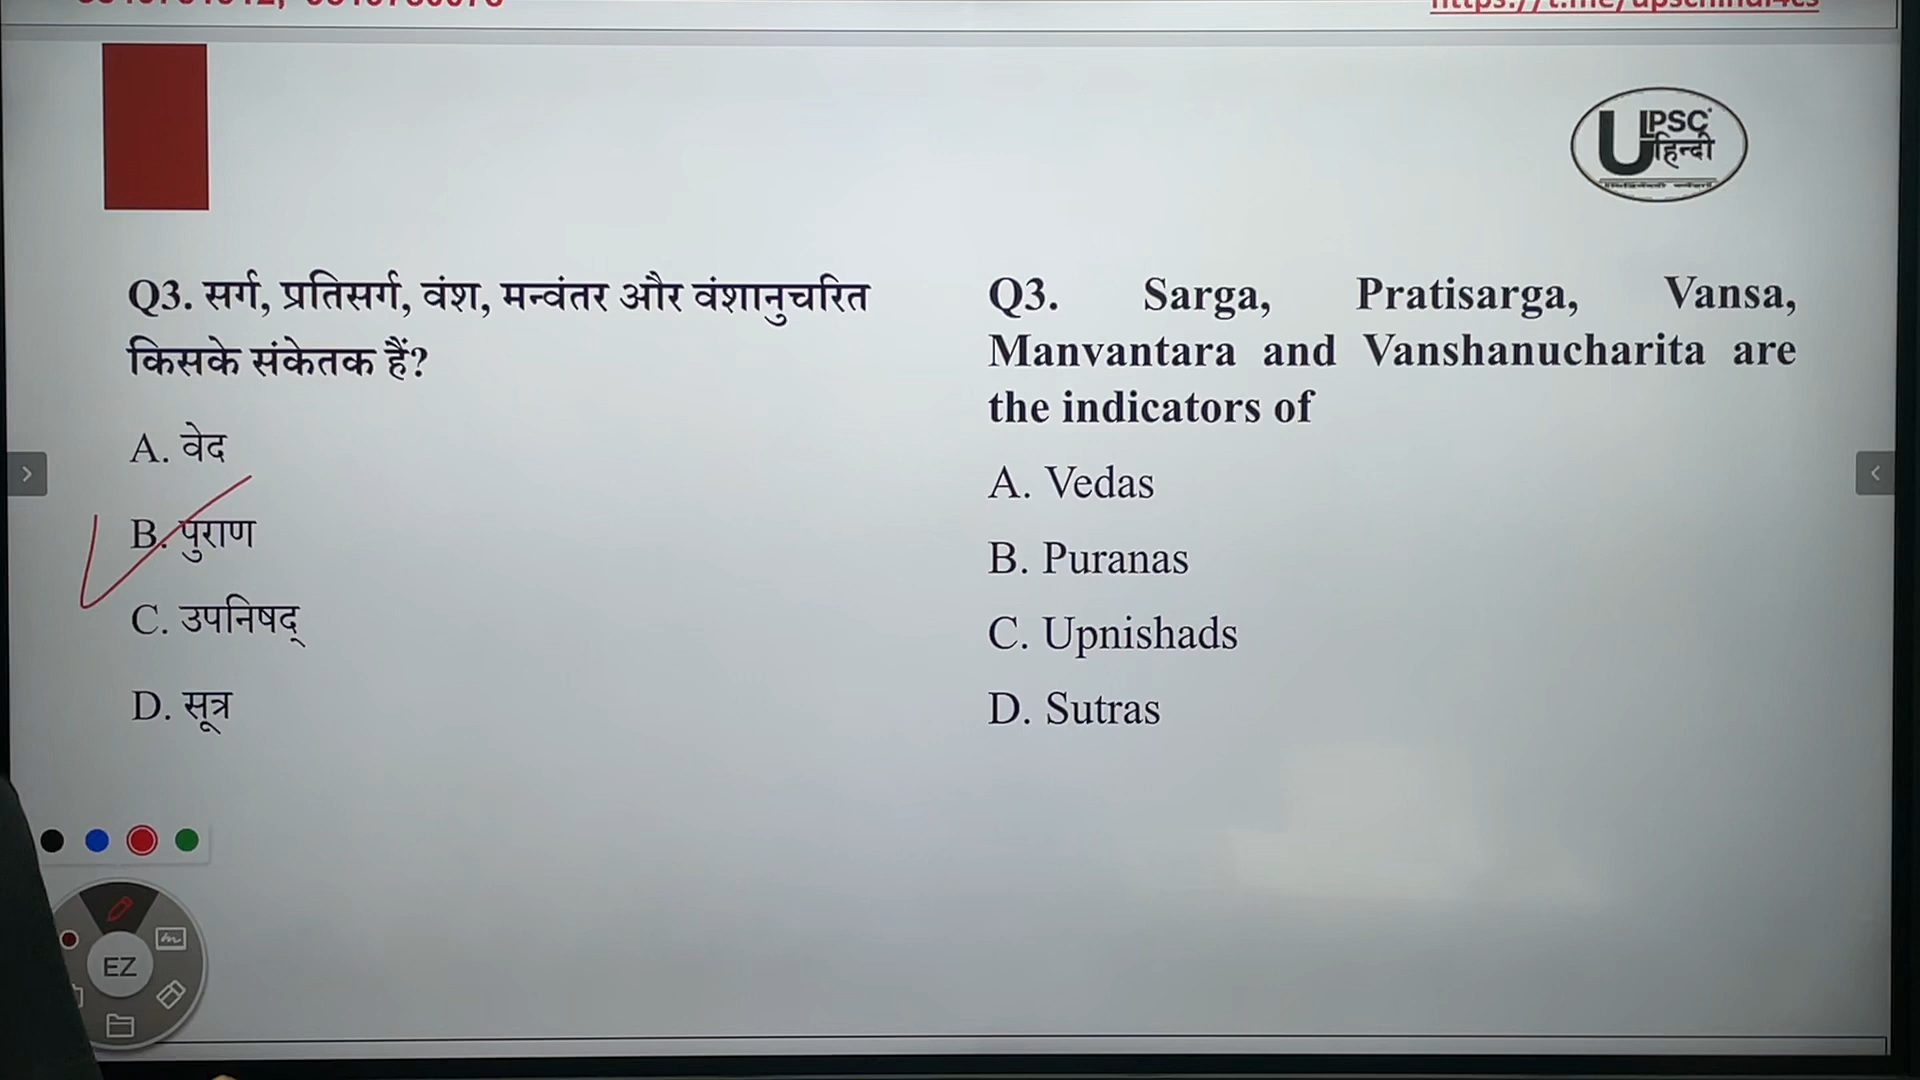 UPSC
हिन्दी
Q3. सर्ग, प्रतिसर्ग, वंश, मन्वंतर और वंशानुचरित
किसके संकेतक हैं?
A. वेद
B. पुराण
C. उपनिषद्
D. सूत्र
Q3. Sarga, Pratisarga, Vansa,
Manvantara and Vanshanucharita are
the indicators of
A. Vedas
B. Puranas
C. Upnishads
D. Sutras
EZ